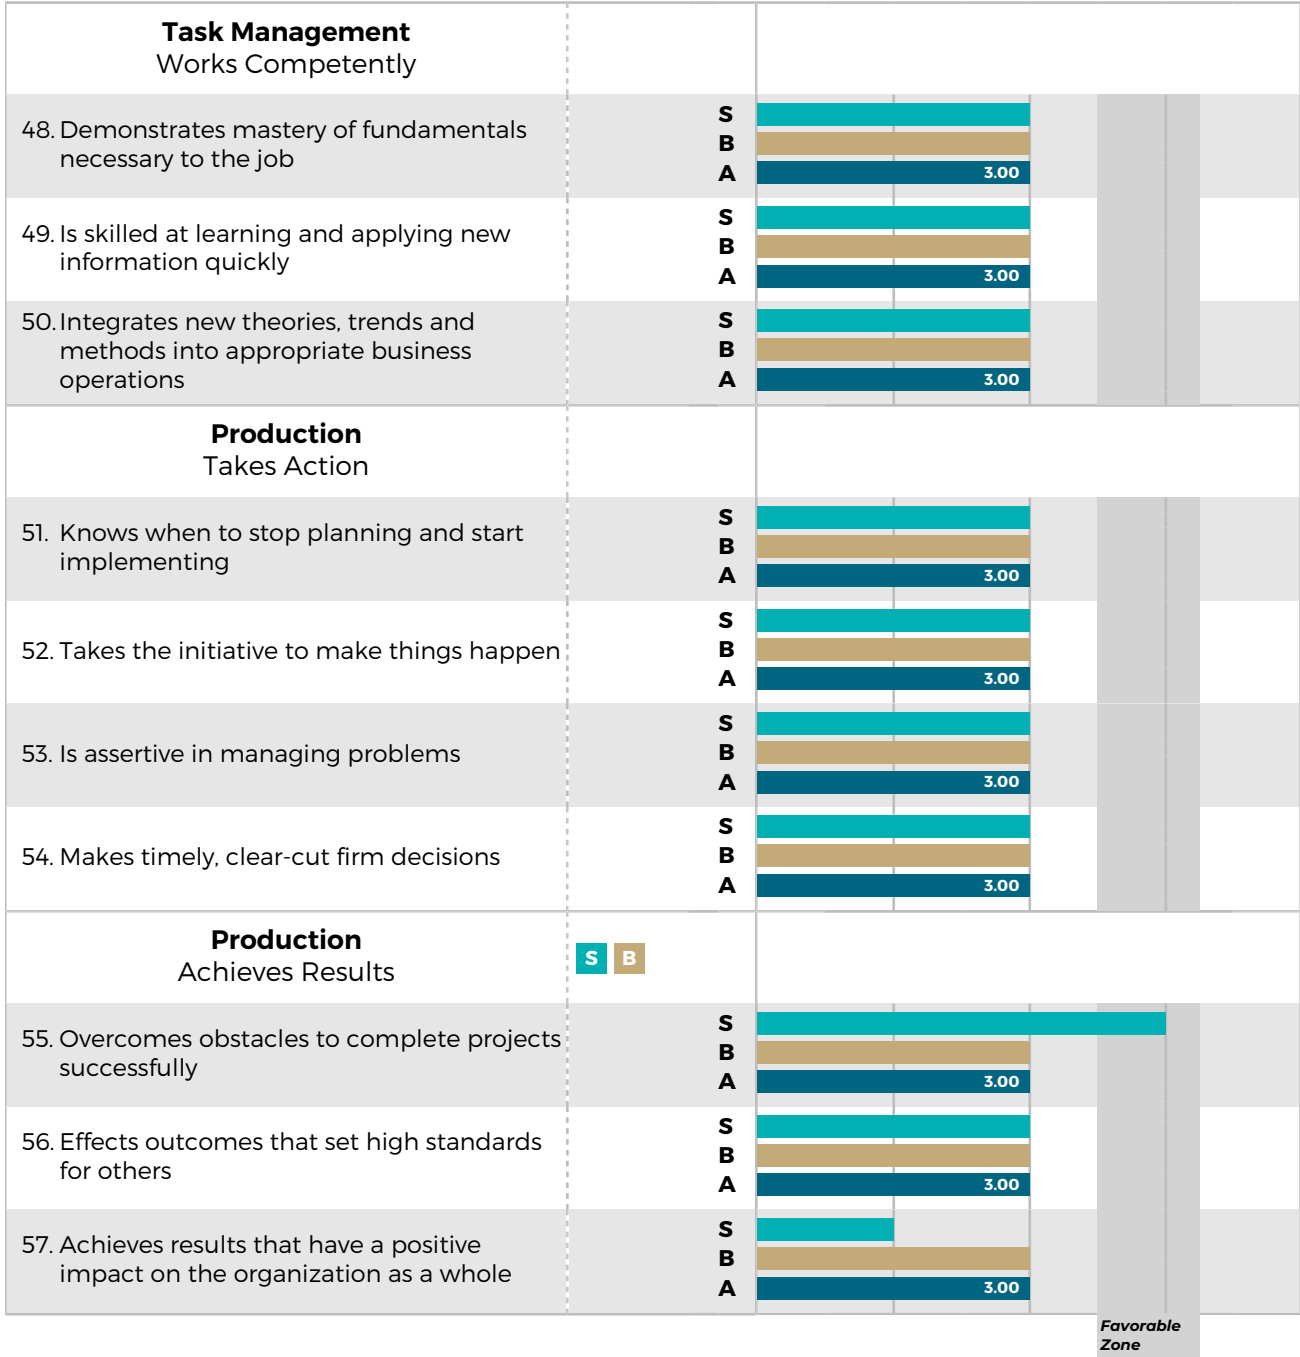 Task Management
Works Competently
48. Demonstrates mastery of fundamentals
necessary to the job
S
B
A 3.00
49. Is skilled at learning and applying new
information quickly
S
B
A 3.00
50. Integrates new theories, trends and
methods into appropriate business
operations
S
B
A 3.00
Production
Takes Action
51. Knows when to stop planning and start
implementing
S
B
A 3.00
52. Takes the initiative to make things happen
S
B
A 3.00
53. Is assertive in managing problems
S
B
A 3.00
54. Makes timely, clear-cut firm decisions
S
B
A 3.00
Production
Achieves Results
S B
55. Overcomes obstacles to complete projects
successfully
S
B
A 3.00
56. Effects outcomes that set high standards
for others
S
B
A 3.00
57. Achieves results that have a positive
impact on the organization as a whole
S
B
A 3.00
Favorable
Zone